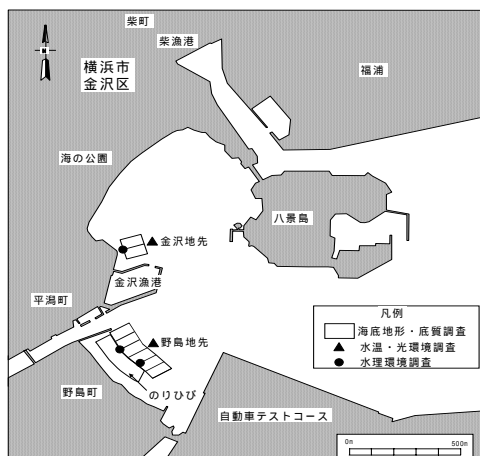 柴町
柴漁港
横浜市
金沢区
福浦
海の公園
八景島
金沢地先
金沢漁港
平潟町
凡例
海底地形・底質調査
水温・光環境調査
水理環境調査
野島地先
野島町
のりひび
自動車テストコース
0m
500m